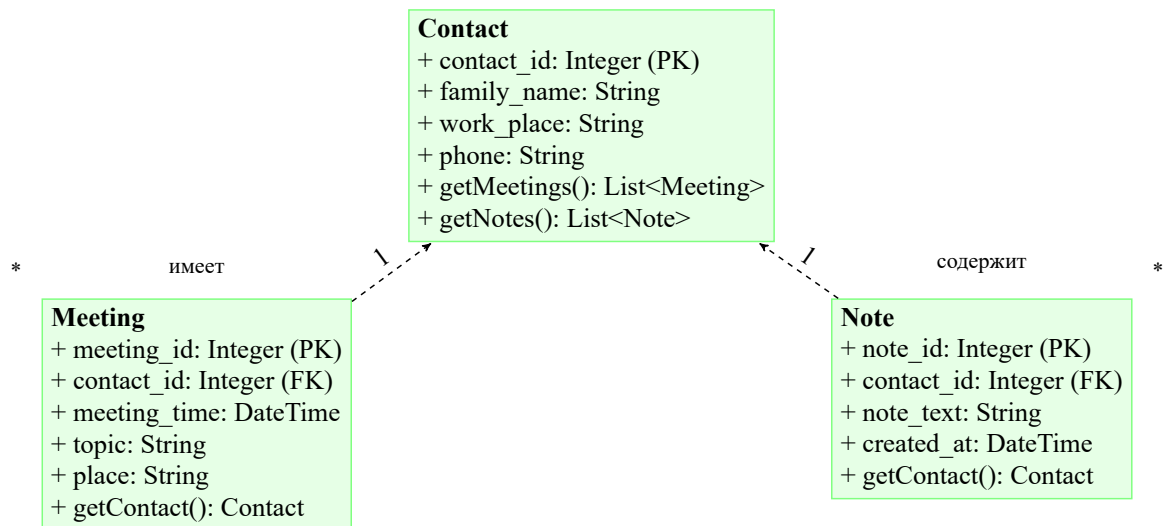 Contact
+ contact_id: Integer (PK)
+ family_name: String
+ work_place: String
+ phone: String
+ getMeetings(): List<Meeting>
+ getNotes(): List<Note>
* имеет 1
1 содержит *
Meeting
+ meeting_id: Integer (PK)
+ contact_id: Integer (FK)
+ meeting_time: DateTime
+ topic: String
+ place: String
+ getContact(): Contact
Note
+ note_id: Integer (PK)
+ contact_id: Integer (FK)
+ note_text: String
+ created_at: DateTime
+ getContact(): Contact